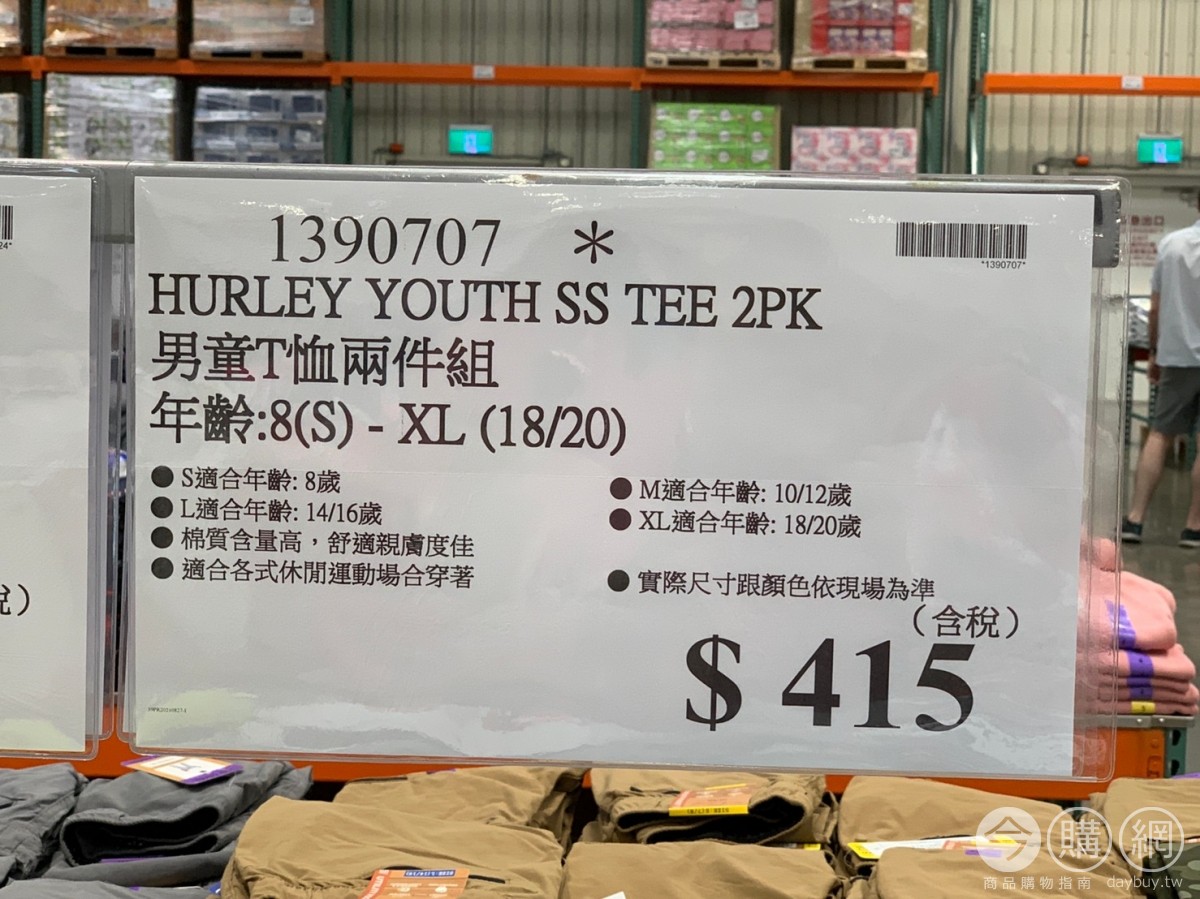 1390707 *
*1390707*
HURLEY YOUTH SS TEE 2PK
男童T恤兩件組
年齡:8(S) - XL (18/20)
● S適合年齡: 8歲
● M適合年齡: 10/12歲
● L適合年齡: 14/16歲
● XL適合年齡: 18/20歲
● 棉質含量高，舒適親膚度佳
● 適合各式休閒運動場合穿著
● 實際尺寸跟顏色依現場為準
（含稅）
$ 415
24*
稅）
今購網
商品購物指南 daybuy.tw